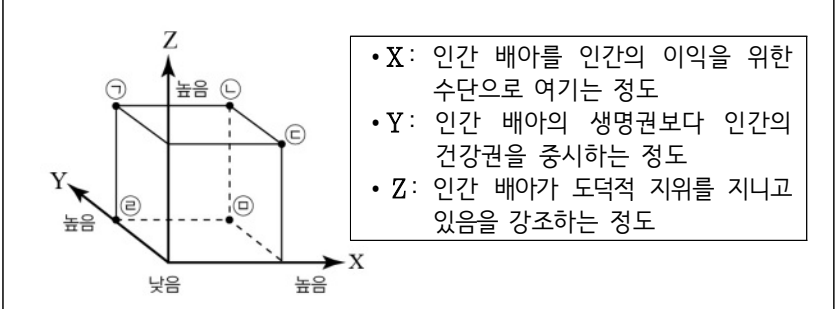 Z
㉠
높음
㉡
㉢
Y
높음
㉣
㉤
X
낮음
높음
• X: 인간 배아를 인간의 이익을 위한
수단으로 여기는 정도
• Y: 인간 배아의 생명권보다 인간의
건강권을 중시하는 정도
• Z: 인간 배아가 도덕적 지위를 지니고
있음을 강조하는 정도